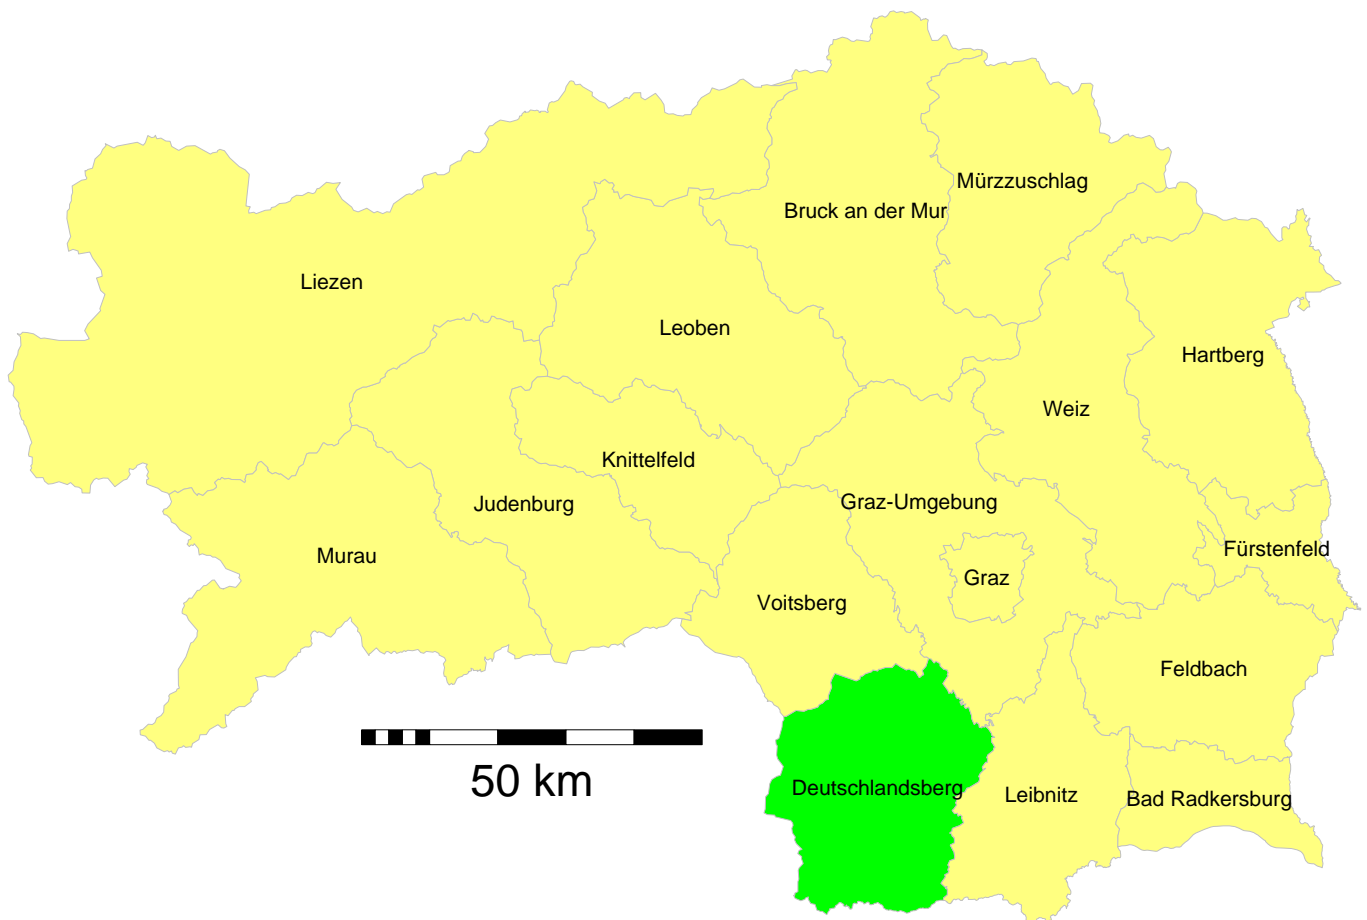 Mürzzuschlag
Bruck an der Mur
Liezen
Leoben
Hartberg
Weiz
Knittelfeld
Judenburg
Graz-Umgebung
Fürstenfeld
Murau
Graz
Voitsberg
Feldbach
50 km
Deutschlandsberg
Leibnitz
Bad Radkersburg